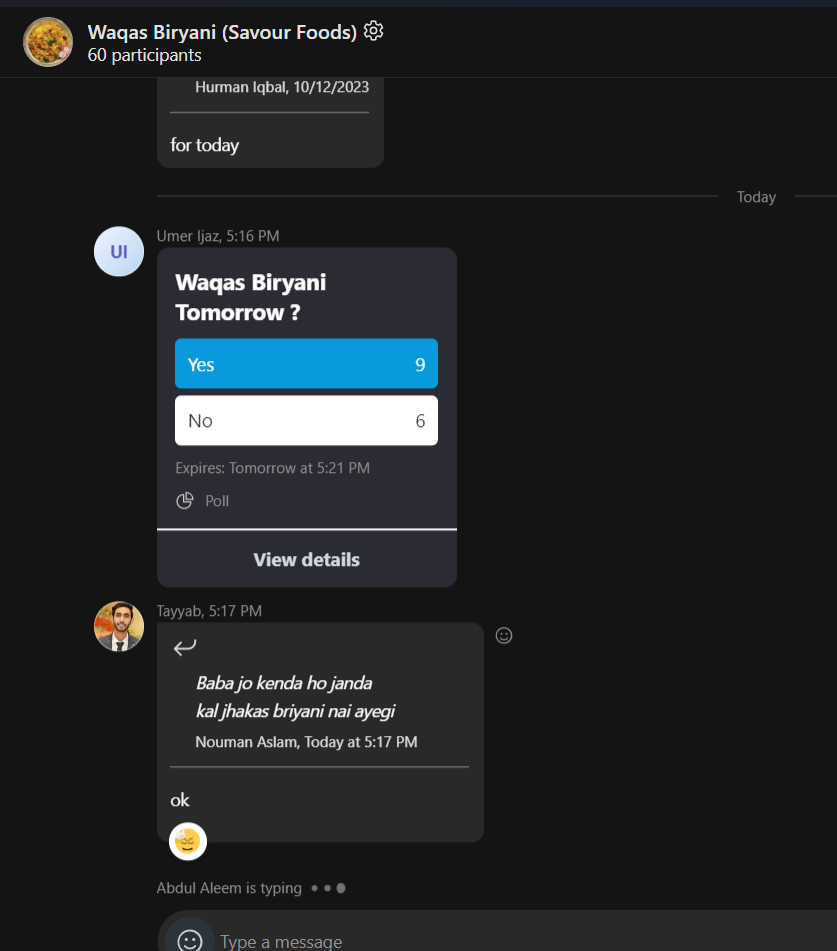 Waqas Biryani (Savour Foods)
60 participants
Hurman Iqbal, 10/12/2023
for today
Today
UI
Umer Ijaz, 5:16 PM
Waqas Biryani
Tomorrow ?
Yes 9
No 6
Expires: Tomorrow at 5:21 PM
Poll
View details
Tayyab, 5:17 PM
Baba jo kenda ho janda
kal jhakas briyani nai ayegi
Nouman Aslam, Today at 5:17 PM
ok
Abdul Aleem is typing
Type a message